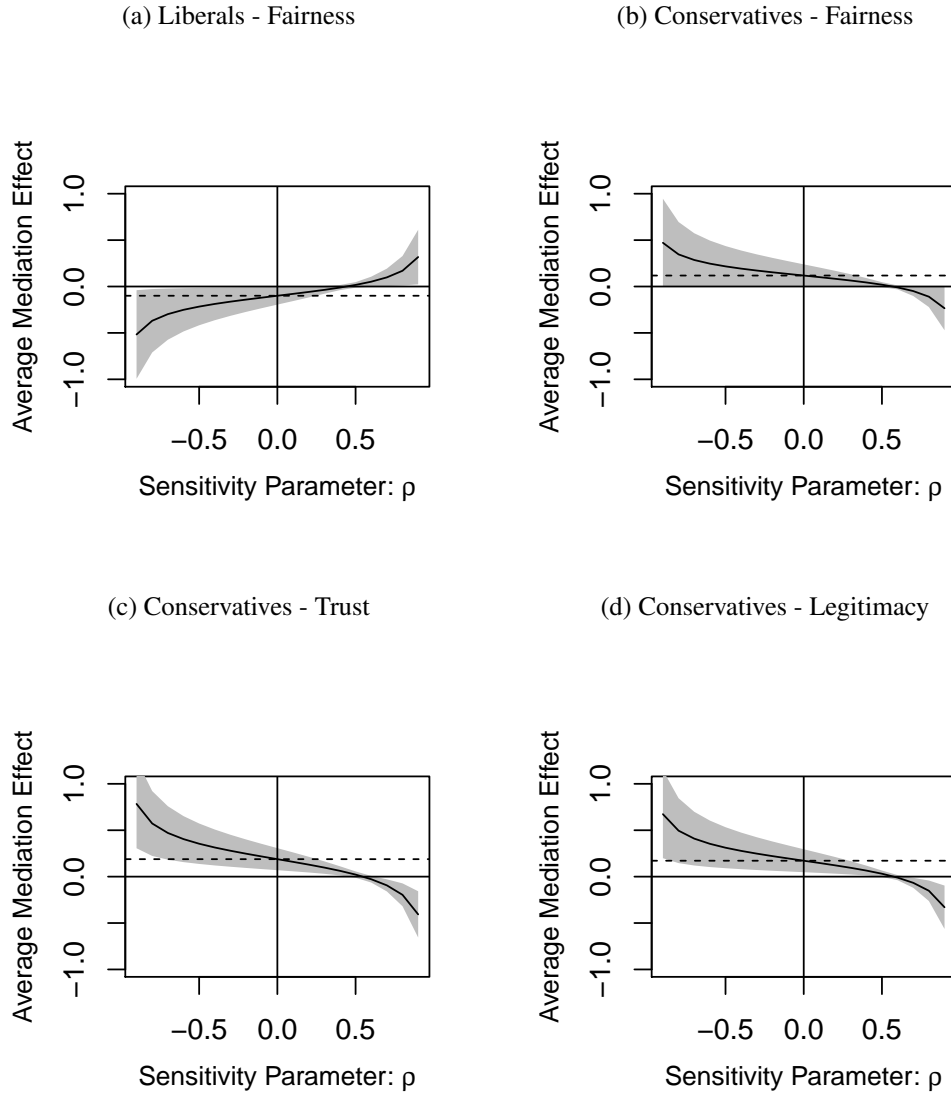 (a) Liberals - Fairness
(b) Conservatives - Fairness
Average Mediation Effect
1.0
0.0
−1.0
−0.5 0.0 0.5
Sensitivity Parameter: ρ
Average Mediation Effect
1.0
0.0
−1.0
−0.5 0.0 0.5
Sensitivity Parameter: ρ
(c) Conservatives - Trust
(d) Conservatives - Legitimacy
Average Mediation Effect
1.0
0.0
−1.0
−0.5 0.0 0.5
Sensitivity Parameter: ρ
Average Mediation Effect
1.0
0.0
−1.0
−0.5 0.0 0.5
Sensitivity Parameter: ρ